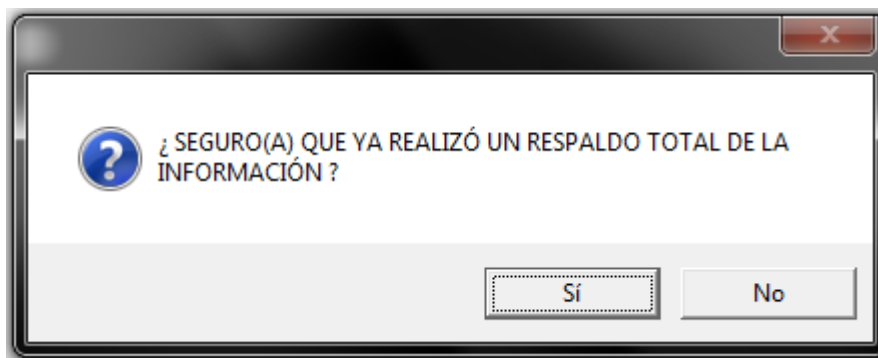 ¿ SEGURO(A) QUE YA REALIZÓ UN RESPALDO TOTAL DE LA
INFORMACIÓN ?
Sí
No